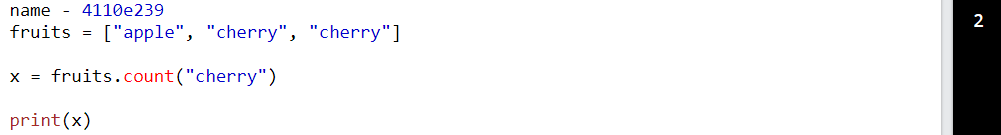 name - 4110e239
fruits = ["apple", "cherry", "cherry"]
x = fruits.count("cherry")
print(x)
2